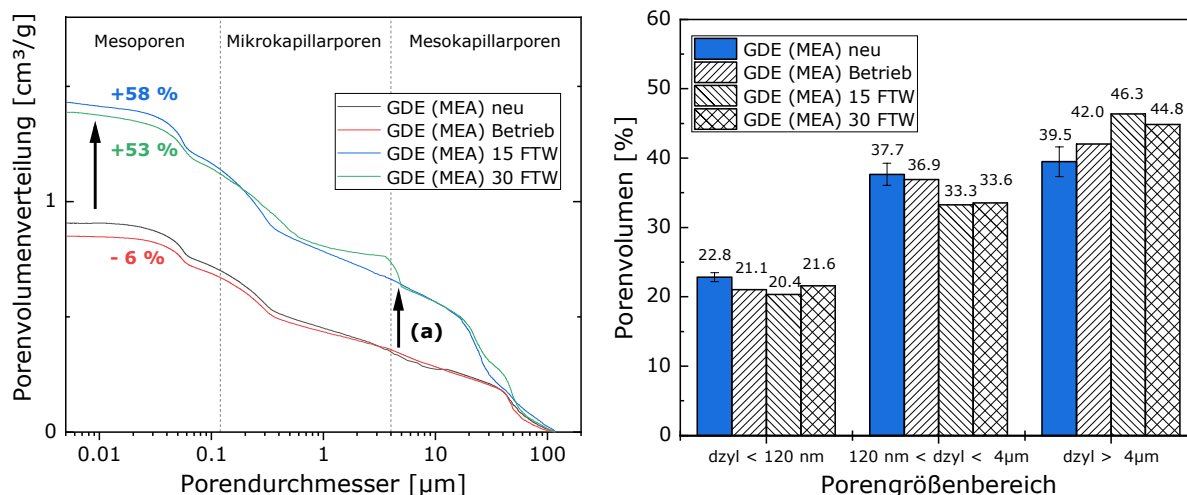 Mesoporen
Mikrokapillarporen
Mesokapillarporen
+58 %
+53 %
- 6 %
(a)
GDE (MEA) neu
GDE (MEA) Betrieb
GDE (MEA) 15 FTW
GDE (MEA) 30 FTW
Porenvolumenverteilung [cm³/g]
1
0
0.01
0.1
1
10
100
Porendurchmesser [µm]
GDE (MEA) neu
GDE (MEA) Betrieb
GDE (MEA) 15 FTW
GDE (MEA) 30 FTW
Porenvolumen [%]
60
50
40
30
20
10
0
22.8
21.1
20.4
21.6
37.7
36.9
33.3
33.6
39.5
42.0
46.3
44.8
dzyl < 120 nm
120 nm < dzyl < 4µm
dzyl > 4µm
Porengrößenbereich